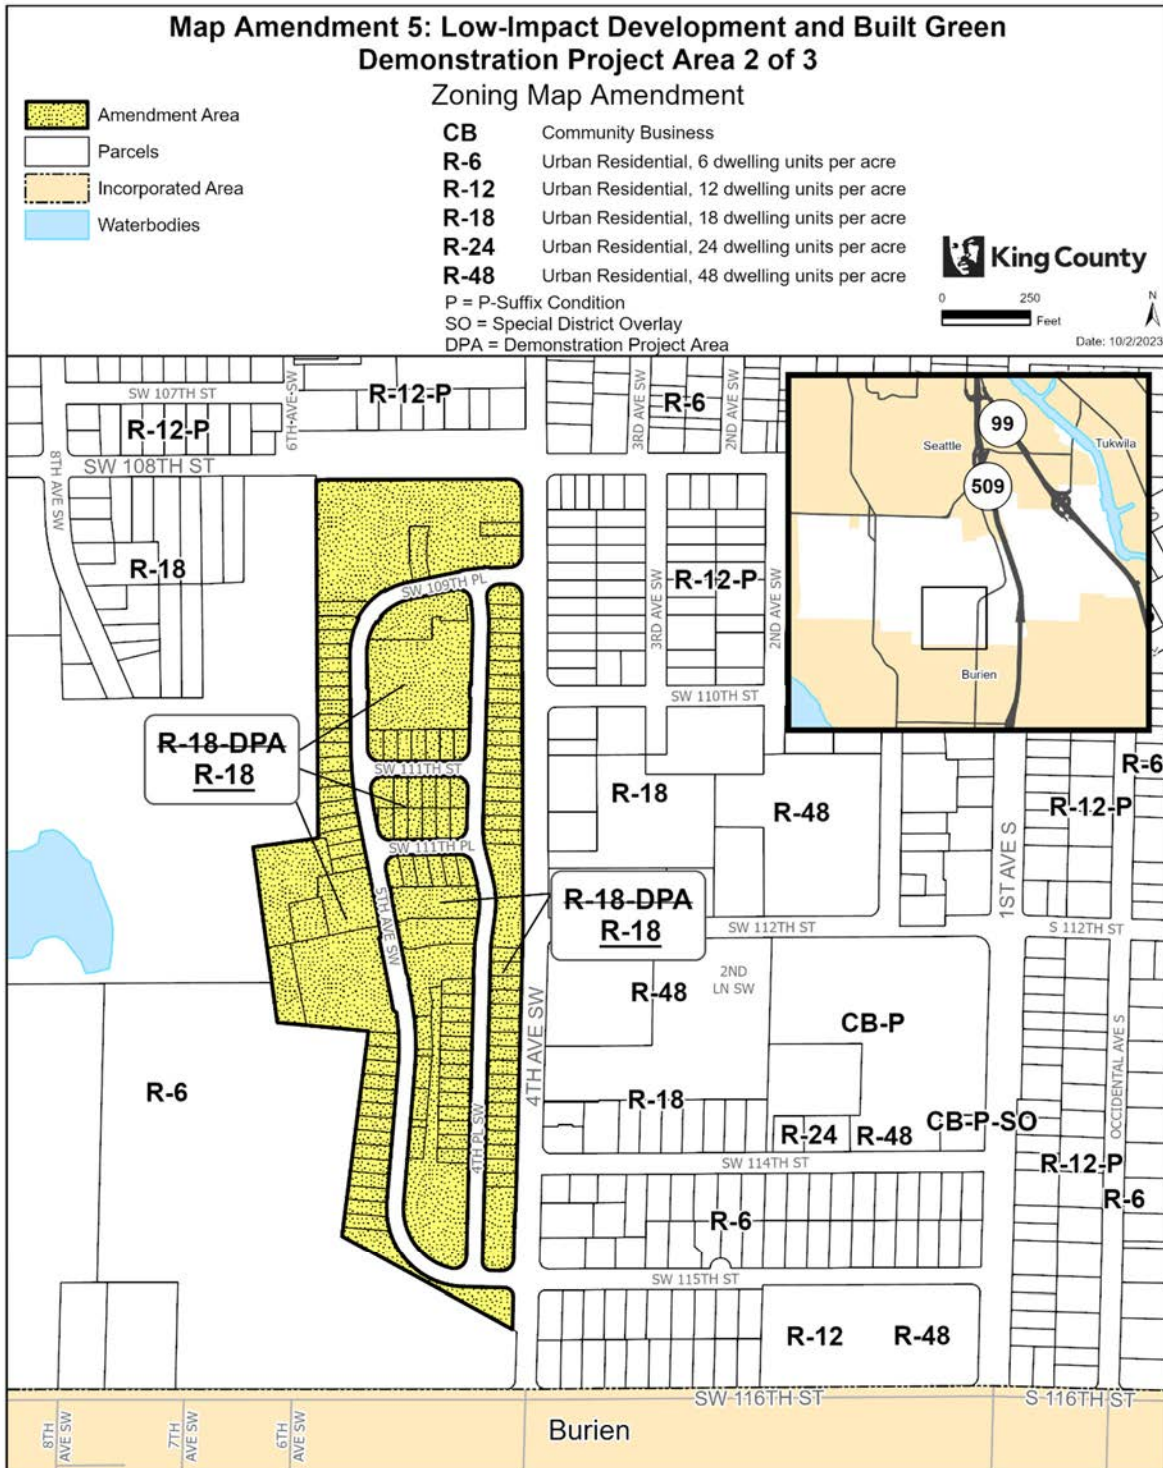 Map Amendment 5: Low-Impact Development and Built Green
Demonstration Project Area 2 of 3
Zoning Map Amendment
Amendment Area
Parcels
Incorporated Area
Waterbodies
CB Community Business
R-6 Urban Residential, 6 dwelling units per acre
R-12 Urban Residential, 12 dwelling units per acre
R-18 Urban Residential, 18 dwelling units per acre
R-24 Urban Residential, 24 dwelling units per acre
R-48 Urban Residential, 48 dwelling units per acre
P = P-Suffix Condition
SO = Special District Overlay
DPA = Demonstration Project Area
King County
0 250
Feet
N
Date: 10/2/2023
SW 107TH ST
6TH AVE SW
R-12-P
R-12-P
3RD AVE SW
R-6
2ND AVE SW
8TH AVE SW
SW 108TH ST
R-18
SW 109TH PL
3RD AVE SW
R-12-P
2ND AVE SW
99
Seattle
Tukwila
509
Burien
SW 110TH ST
R-18-DPA
R-18
SW 111TH ST
SW 111TH PL
R-18
R-48
1ST AVE S
R-12-P
R-6
5TH AVE SW
R-18-DPA
R-18
SW 112TH ST
S 112TH ST
R-48
2ND
LN SW
CB-P
4TH AVE SW
OCCIDENTAL AVE S
R-6
4TH PL SW
R-18
R-24
R-48
CB-P-SO
SW 114TH ST
R-12-P
R-6
R-6
SW 115TH ST
R-12
R-48
SW 116TH ST
S 116TH ST
8TH
AVE SW
7TH
AVE SW
6TH
AVE SW
Burien